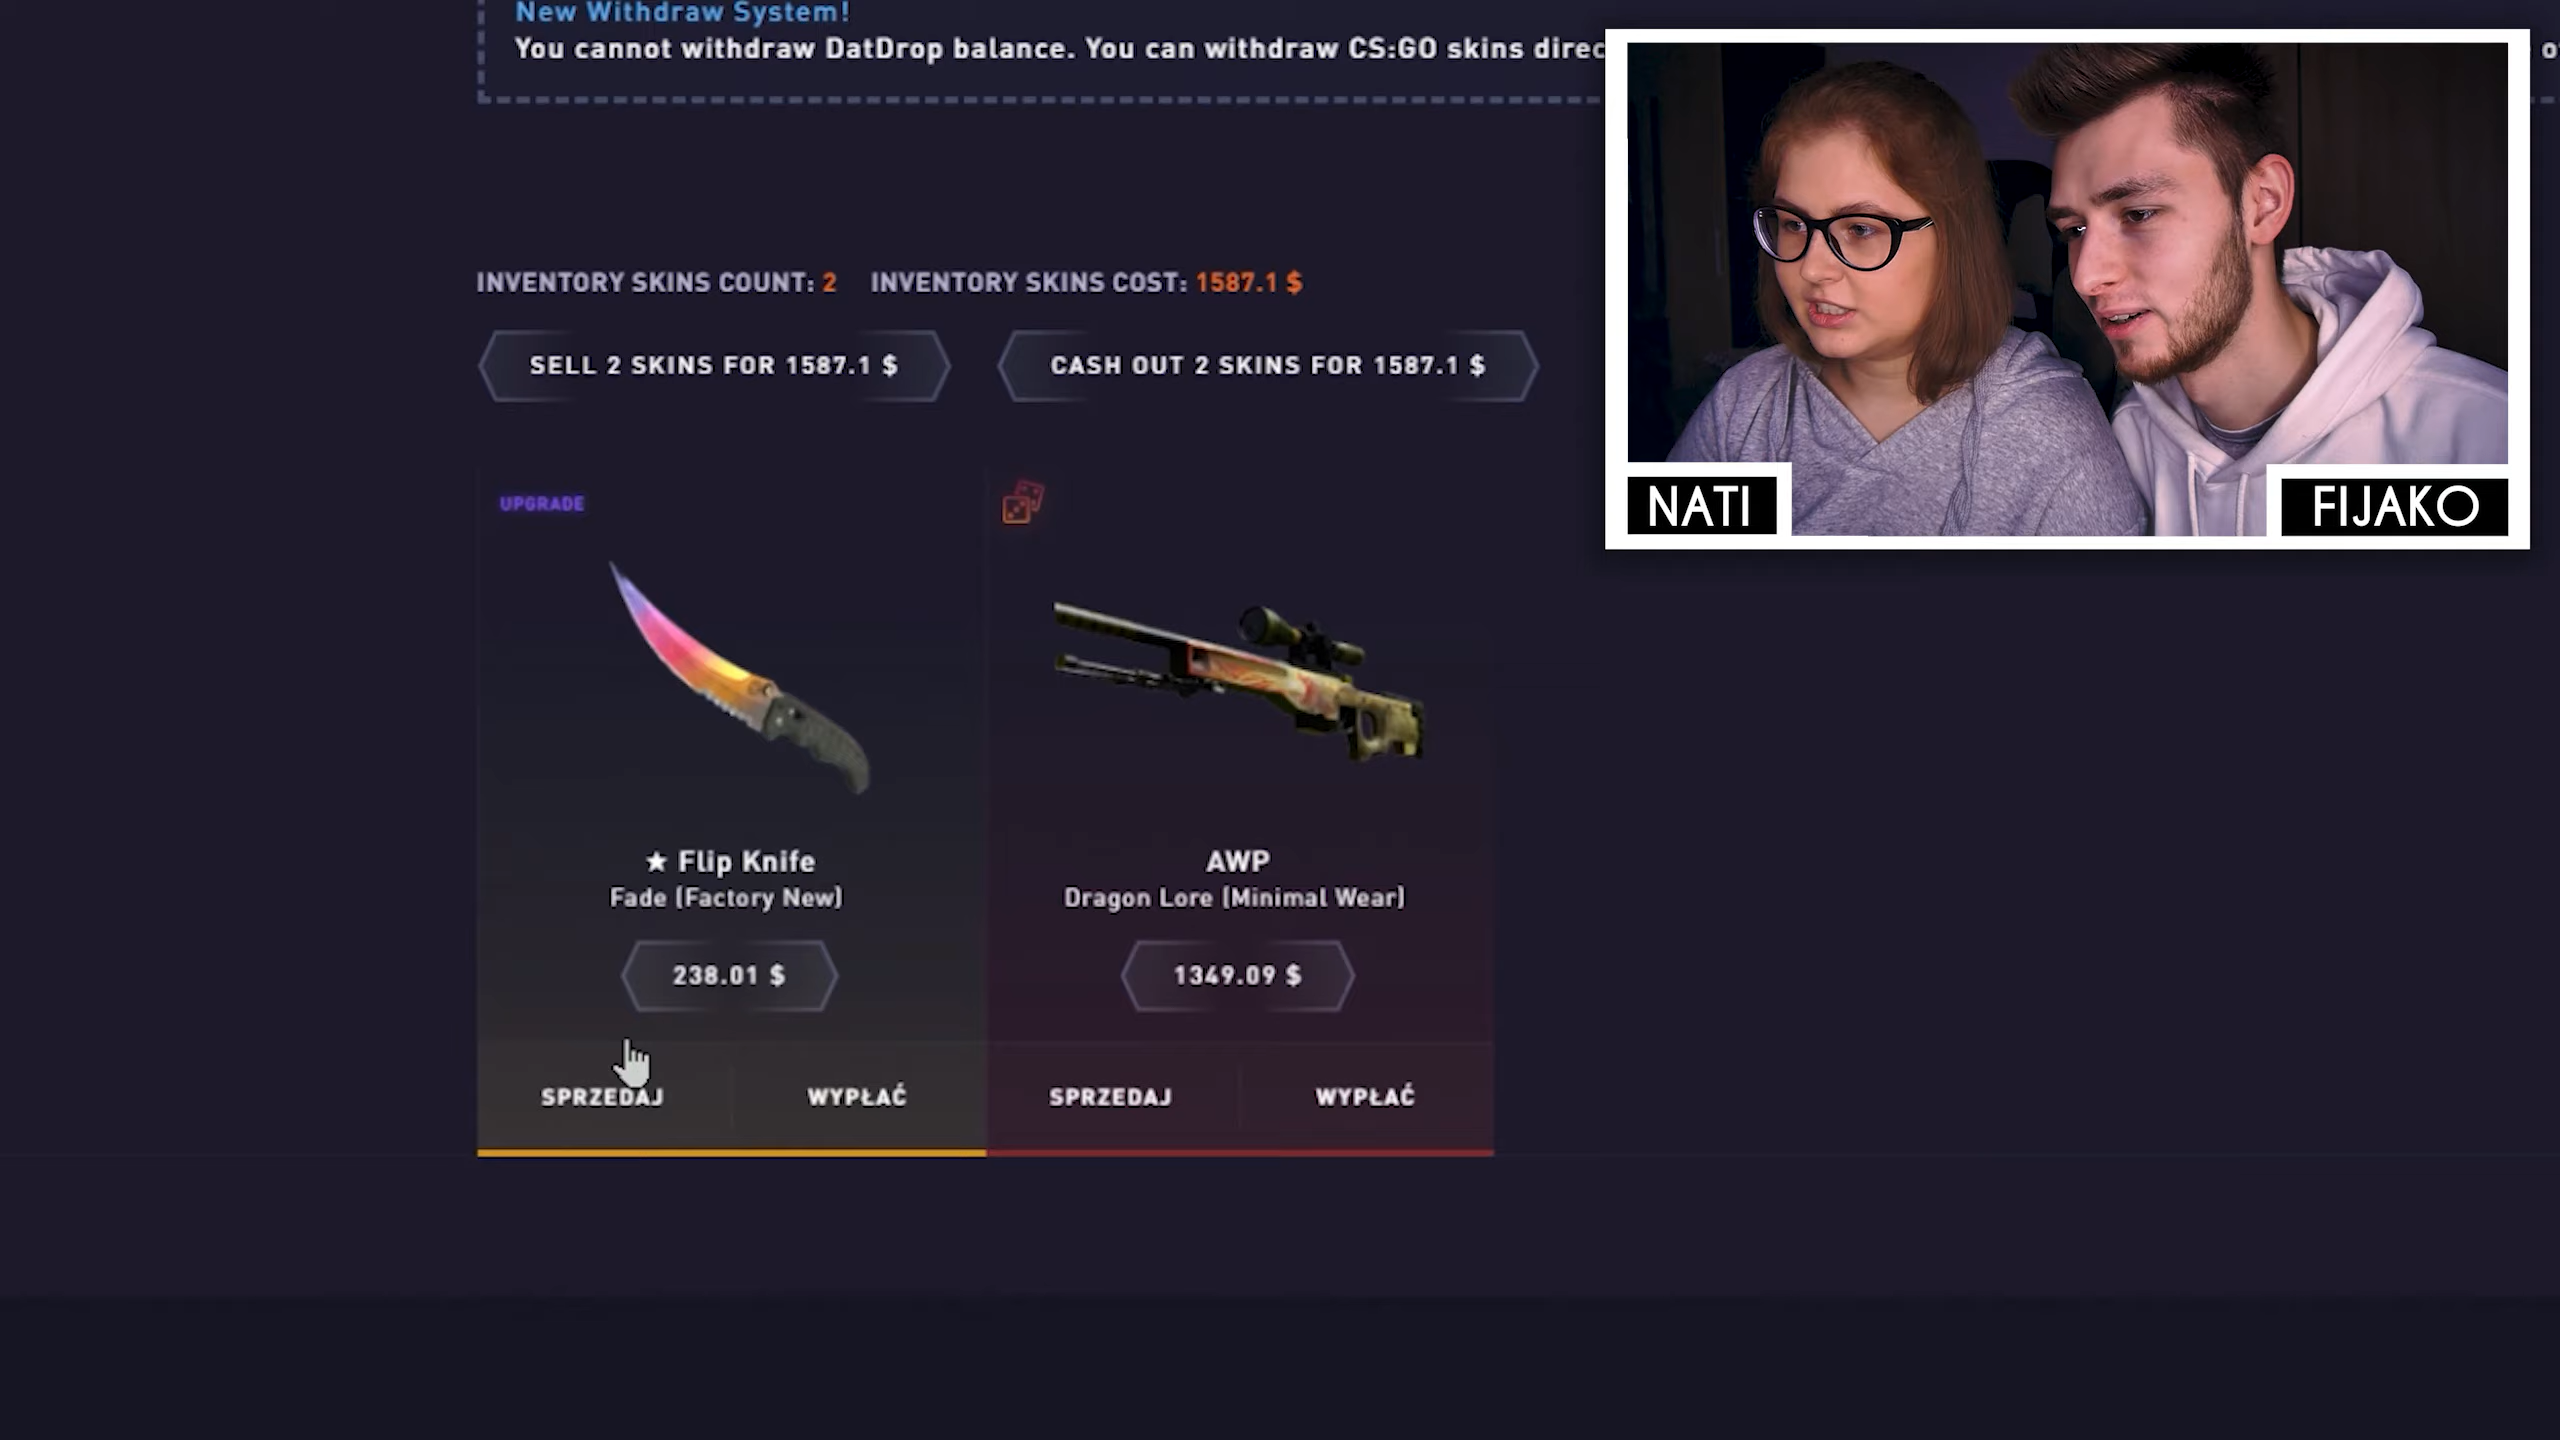 New Withdraw System!
You cannot withdraw DatDrop balance. You can withdraw CS:GO skins direc
INVENTORY SKINS COUNT: 2 INVENTORY SKINS COST: 1587.1 $
SELL 2 SKINS FOR 1587.1 $
CASH OUT 2 SKINS FOR 1587.1 $
NATI
FIJAKO
UPGRADE
★ Flip Knife
Fade (Factory New)
238.01 $
SPRZEDAJ WYPŁAĆ
AWP
Dragon Lore (Minimal Wear)
1349.09 $
SPRZEDAJ WYPŁAĆ